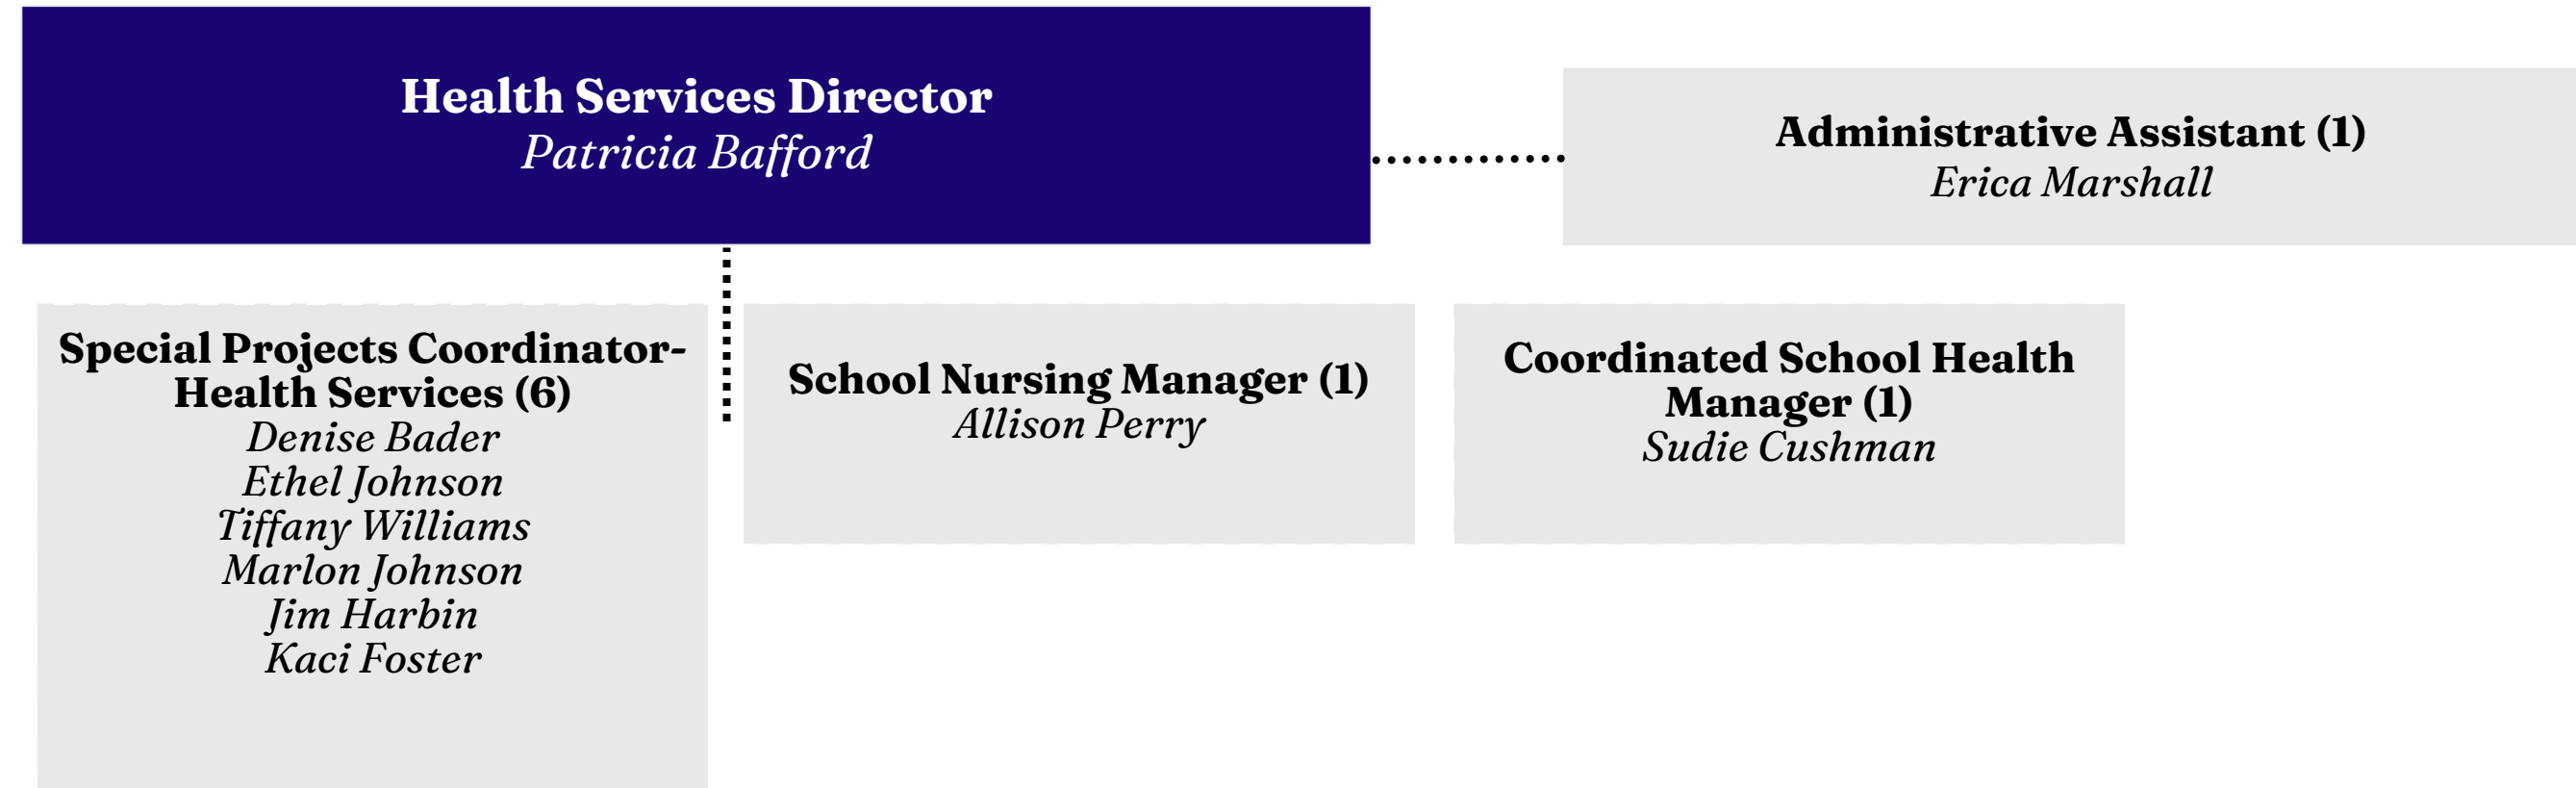 Health Services Director
Patricia Bafford
Administrative Assistant (1)
Erica Marshall
Special Projects Coordinator-
Health Services (6)
Denise Bader
Ethel Johnson
Tiffany Williams
Marlon Johnson
Jim Harbin
Kaci Foster
School Nursing Manager (1)
Allison Perry
Coordinated School Health
Manager (1)
Sudie Cushman